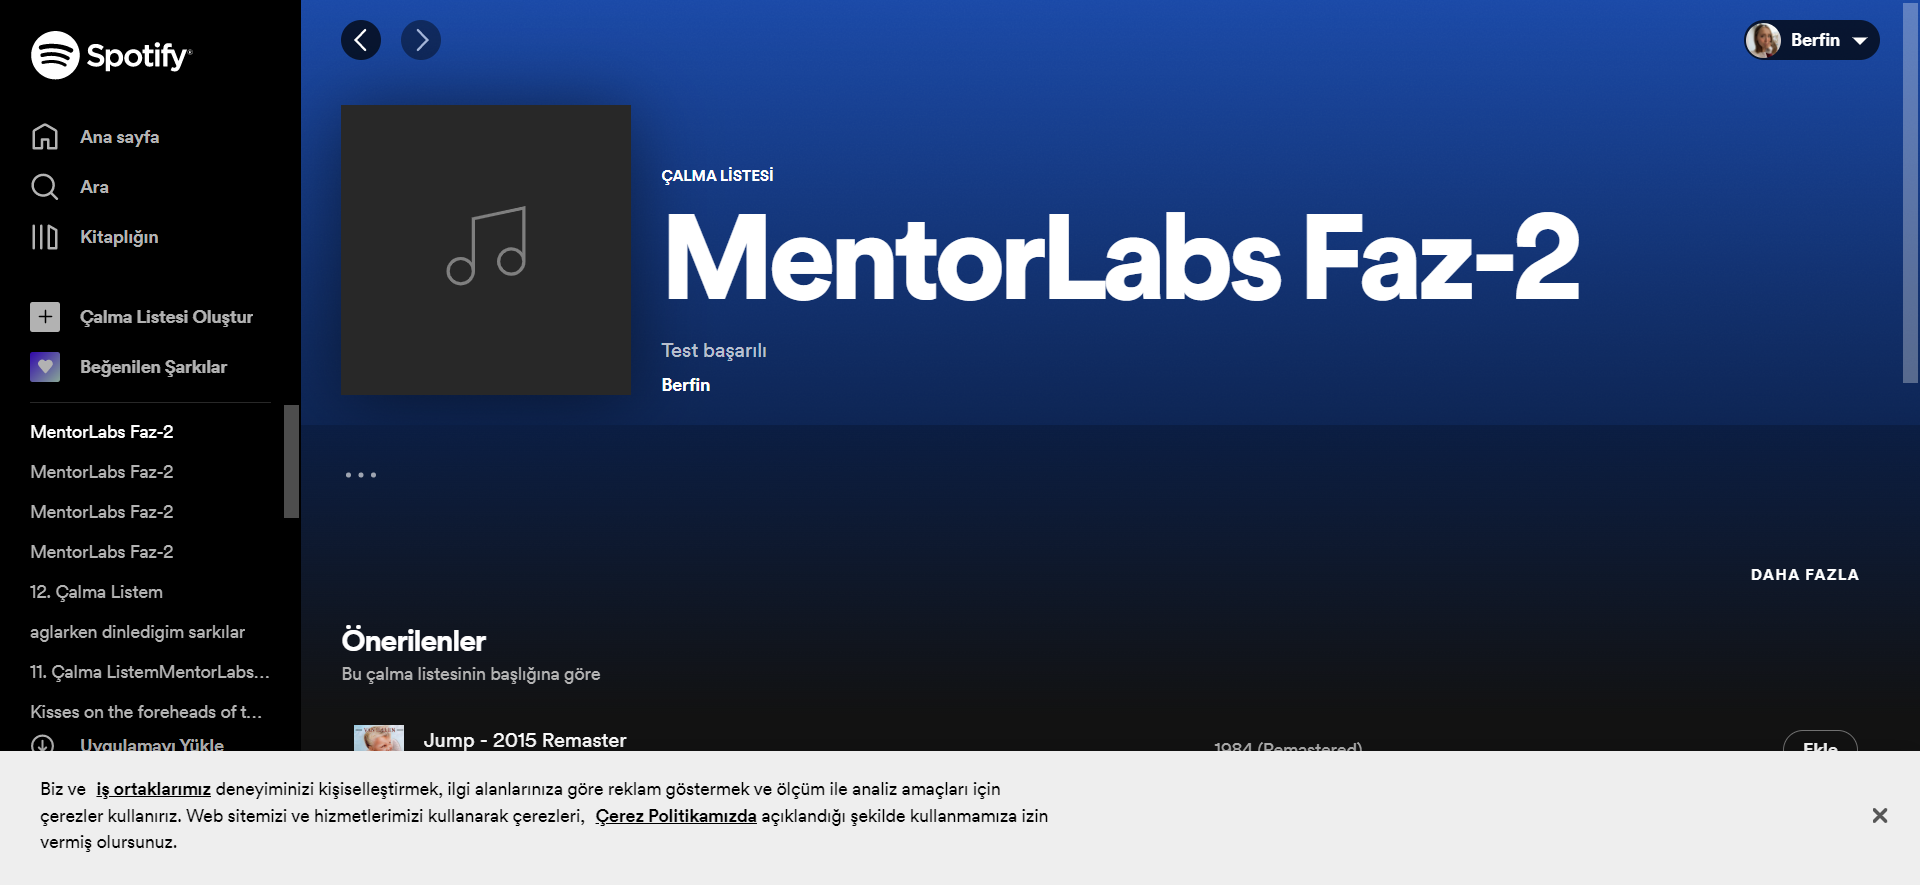 Spotify
Ana sayfa
Ara
Kitaplığın
Çalma Listesi Oluştur
Beğenilen Şarkılar
MentorLabs Faz-2
MentorLabs Faz-2
MentorLabs Faz-2
MentorLabs Faz-2
12. Çalma Listem
aglarken dinledigim sarkılar
11. Çalma ListemMentorLabs...
Kisses on the foreheads of t...
Uygulamayı Yükle
Berfin
ÇALMA LİSTESİ
MentorLabs Faz-2
Test başarılı
Berfin
DAHA FAZLA
Önerilenler
Bu çalma listesinin başlığına göre
Jump - 2015 Remaster
1984 (Remastered)
Ekle
Biz ve iş ortaklarımız deneyiminizi kişiselleştirmek, ilgi alanlarınıza göre reklam göstermek ve ölçüm ile analiz amaçları için
çerezler kullanırız. Web sitemizi ve hizmetlerimizi kullanarak çerezleri, Çerez Politikamızda açıklandığı şekilde kullanmamıza izin
vermiş olursunuz.